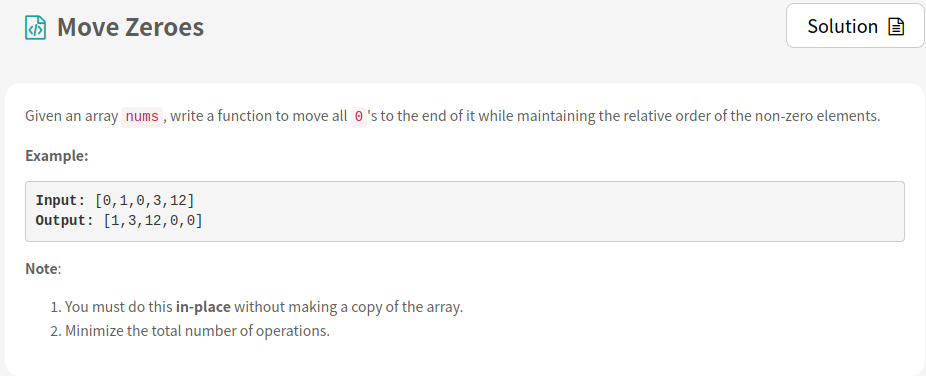 Move Zeroes
Solution
Given an array nums , write a function to move all 0 's to the end of it while maintaining the relative order of the non-zero elements.
Example:
Input: [0,1,0,3,12]
Output: [1,3,12,0,0]
Note:
1. You must do this in-place without making a copy of the array.
2. Minimize the total number of operations.